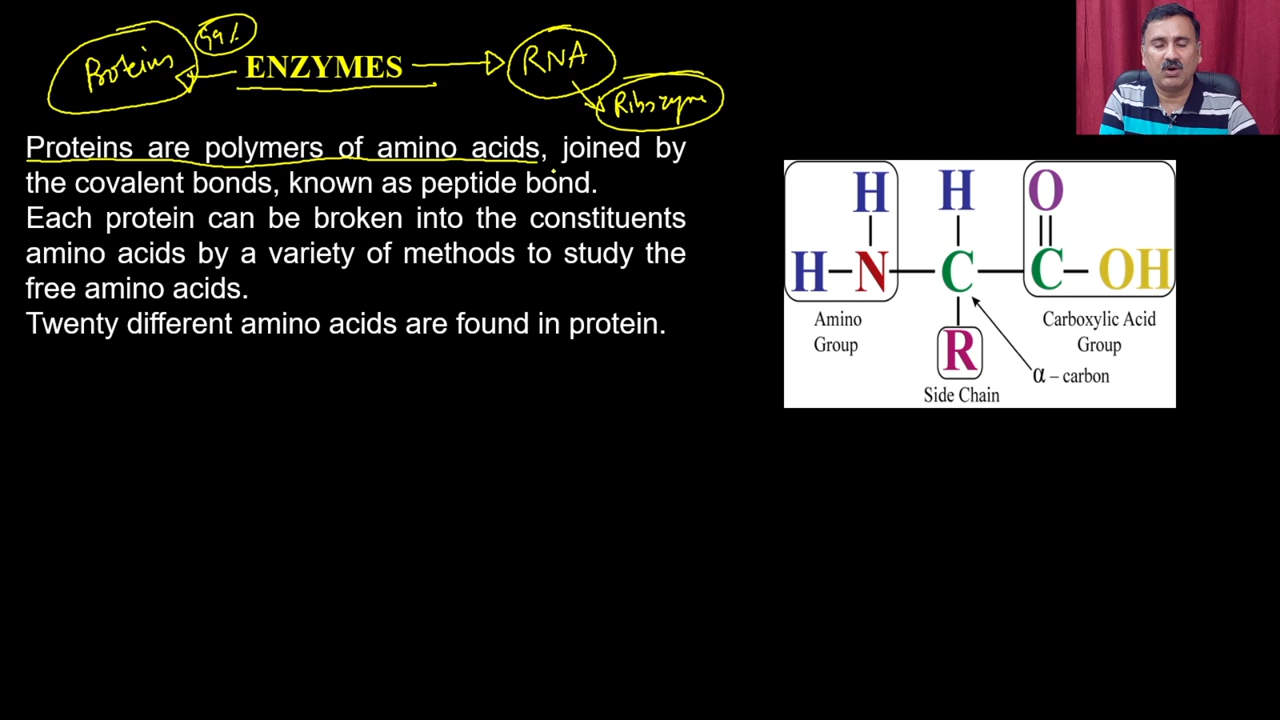 99%
Proteins ENZYMES RNA
Ribozyme
Proteins are polymers of amino acids, joined by
the covalent bonds, known as peptide bond.
Each protein can be broken into the constituents
amino acids by a variety of methods to study the
free amino acids.
Twenty different amino acids are found in protein.
H H O
H–N C C– OH
Amino
Group
R
Side Chain
Carboxylic Acid
Group
α – carbon